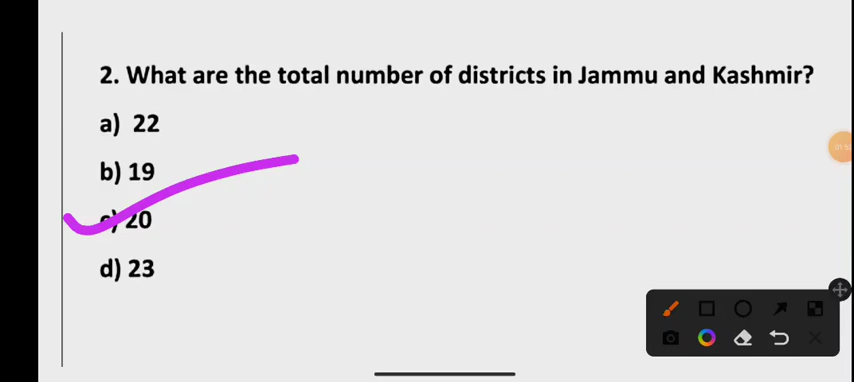 2. What are the total number of districts in Jammu and Kashmir?
a) 22
b) 19
c) 20
d) 23